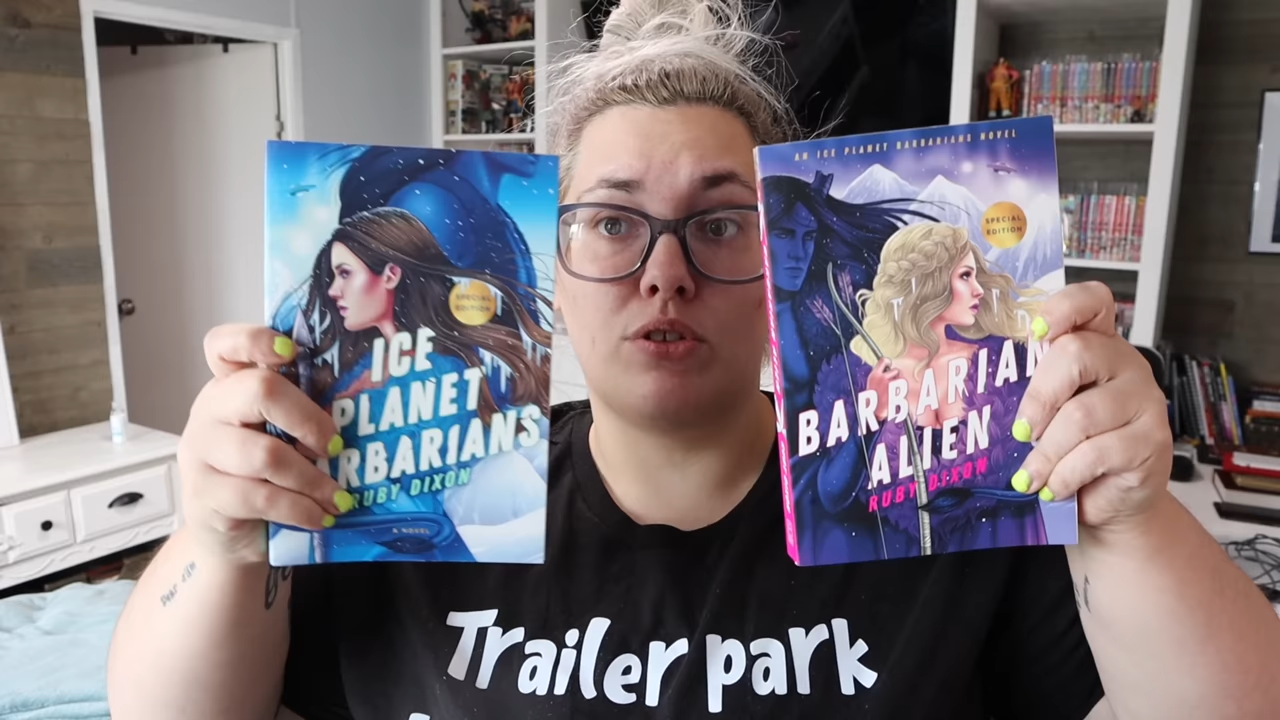 SPECIAL
EDITION
ICE
PLANET
RBARIANS
RUBY DIXON
A NOVEL
AN ICE PLANET BARBARIANS NOVEL
SPECIAL
EDITION
BARBARIAN
ALIEN
RUBY DIXON
Trailer park